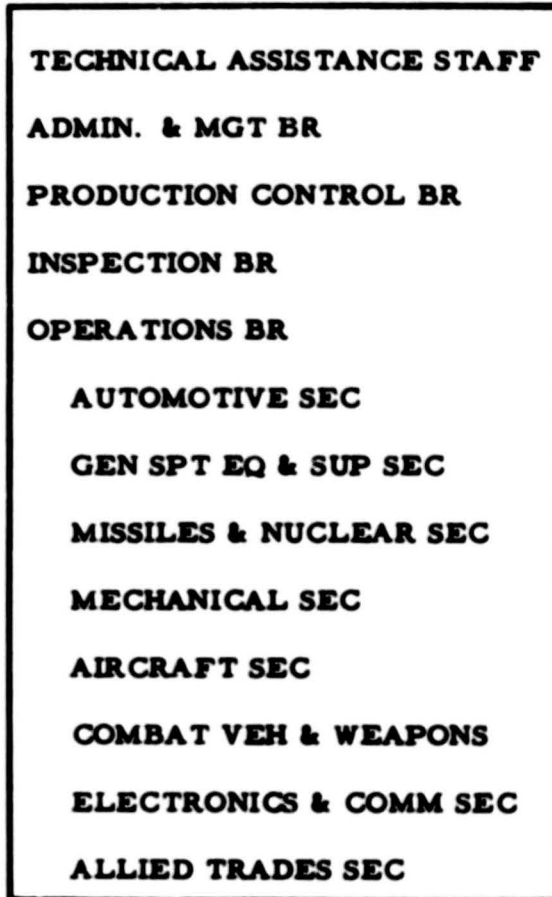 TECHNICAL ASSISTANCE STAFF
ADMIN. & MGT BR
PRODUCTION CONTROL BR
INSPECTION BR
OPERATIONS BR
AUTOMOTIVE SEC
GEN SPT EQ & SUP SEC
MISSILES & NUCLEAR SEC
MECHANICAL SEC
AIRCRAFT SEC
COMBAT VEH & WEAPONS
ELECTRONICS & COMM SEC
ALLIED TRADES SEC